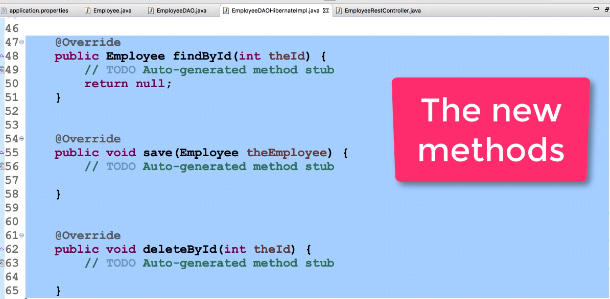 application.properties Employee.java EmployeeDAO.java EmployeeDAOHibernateImpl.java EmployeeRestController.java
46
47 @Override
48 public Employee findById(int theId) {
49 // TODO Auto-generated method stub
50 return null;
51 }
52
53
54 @Override
55 public void save(Employee theEmployee) {
56 // TODO Auto-generated method stub
57
58 }
59
60
61 @Override
62 public void deleteById(int theId) {
63 // TODO Auto-generated method stub
64
65 }
The new
methods